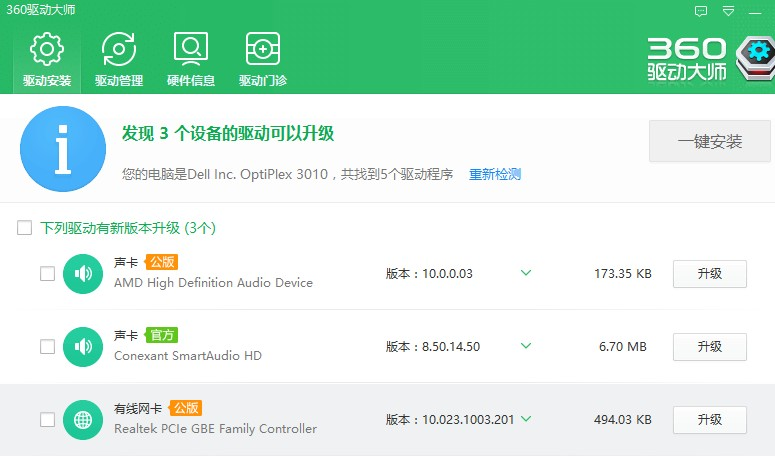 360驱动大师
驱动安装 驱动管理 硬件信息 驱动门诊
360
驱动大师
发现 3 个设备的驱动可以升级
一键安装
您的电脑是Dell Inc. OptiPlex 3010，共找到5个驱动程序 重新检测
下列驱动有新版本升级 (3个)
声卡 公版
AMD High Definition Audio Device
版本：10.0.0.03 173.35 KB 升级
声卡 官方
Conexant SmartAudio HD
版本：8.50.14.50 6.70 MB 升级
有线网卡 公版
Realtek PCIe GBE Family Controller
版本：10.023.1003.201 494.03 KB 升级